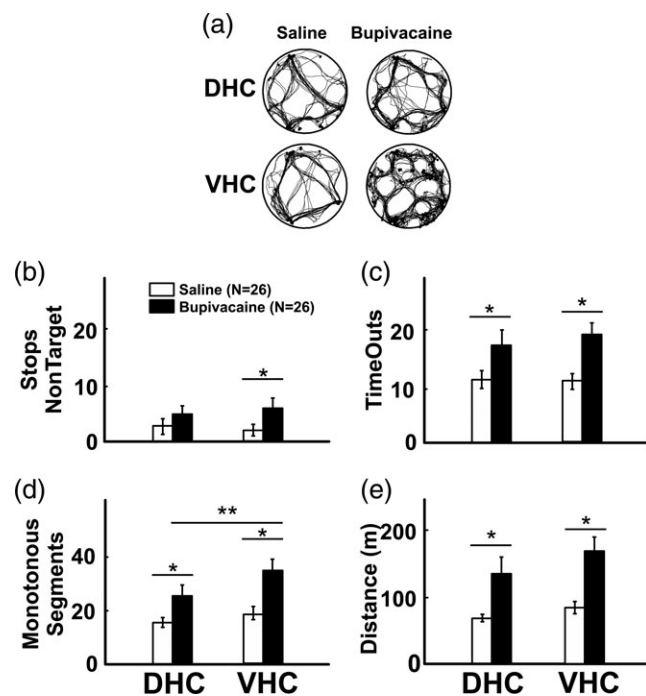 (a)
Saline Bupivacaine
DHC
VHC
(b)
Saline (N=26)
Bupivacaine (N=26)
Stops
NonTarget
20
10
0
*
(c)
TimeOuts
20
10
0
*
*
(d)
Monotonous
Segments
40
20
0
**
*
*
DHC VHC
(e)
Distance (m)
200
100
0
*
*
DHC VHC